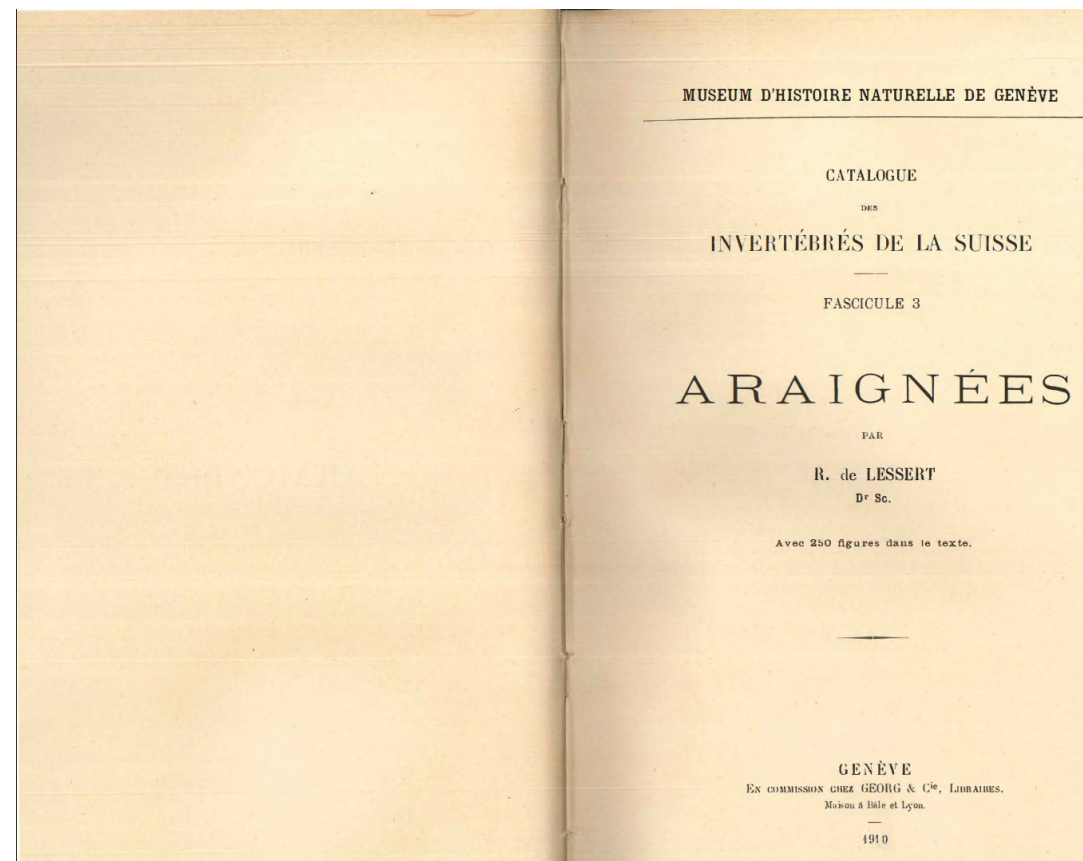 MUSEUM D'HISTOIRE NATURELLE DE GENÈVE
CATALOGUE
DES
INVERTÉBRÉS DE LA SUISSE
FASCICULE 3
ARAIGNÉES
PAR
R. de LESSERT
Dr Sc.
Avec 250 figures dans le texte.
GENÈVE
EN COMMISSION CHEZ GEORG & Cie, LIBRAIRES.
Maison à Bâle et Lyon.
1910